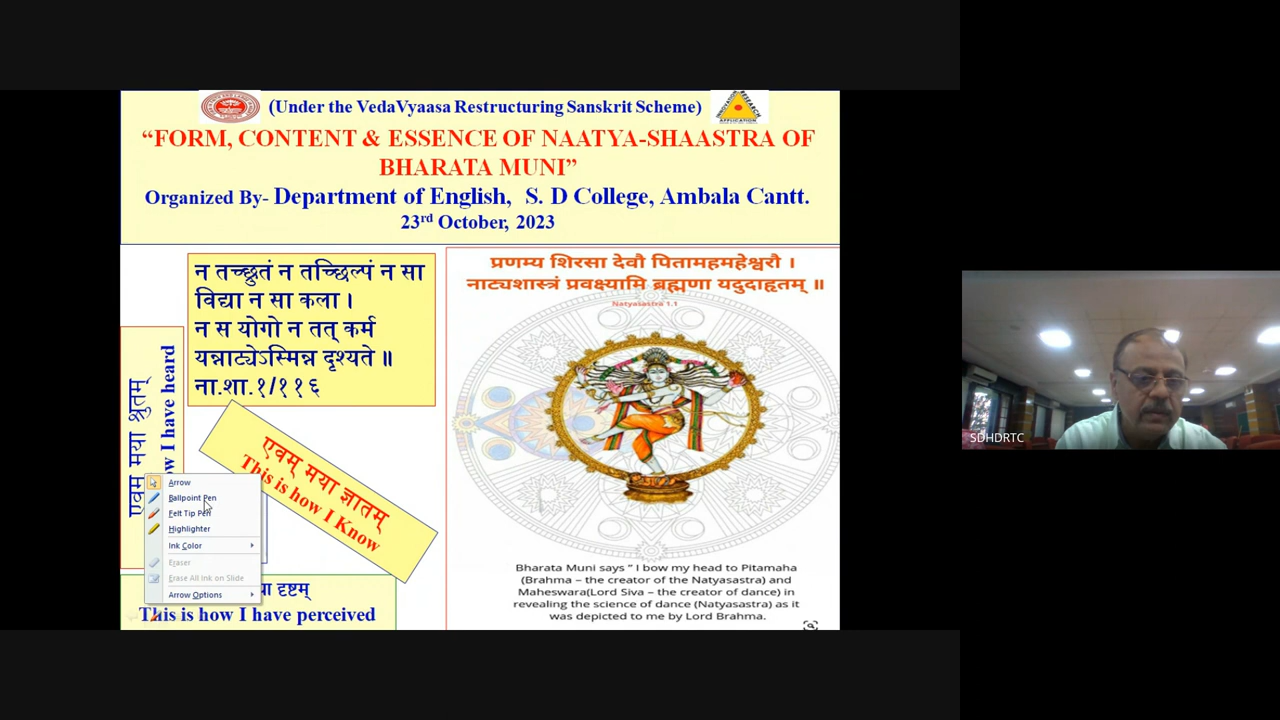 (Under the VedaVyaasa Restructuring Sanskrit Scheme)
“FORM, CONTENT & ESSENCE OF NAATYA-SHAASTRA OF
BHARATA MUNI”
Organized By- Department of English, S. D College, Ambala Cantt.
23rd October, 2023
न तच्छ्रुतं न तच्छिल्पं न सा
विद्या न सा कला ।
न स योगो न तत् कर्म
यन्नाट्येऽस्मिन्न दृश्यते ॥
ना.शा.१/११६
एवम् मया श्रुतम्
I have heard
एवम् मया ज्ञातम्
This is how I Know
Arrow
Ballpoint Pen
Felt Tip Pen
Highlighter
Ink Color
Eraser
Erase All Ink on Slide
Arrow Options
दृष्टम्
This is how I have perceived
प्रणम्य शिरसा देवौ पितामहमहेश्वरौ ।
नाट्यशास्त्रं प्रवक्ष्यामि ब्रह्मणा यदुदाहृतम् ॥
Natyasastra 1.1
Bharata Muni says “ I bow my head to Pitamaha
(Brahma – the creator of the Natyasastra) and
Maheswara(Lord Siva – the creator of dance) in
revealing the science of dance (Natyasastra) as it
was depicted to me by Lord Brahma.
SDHDRTC